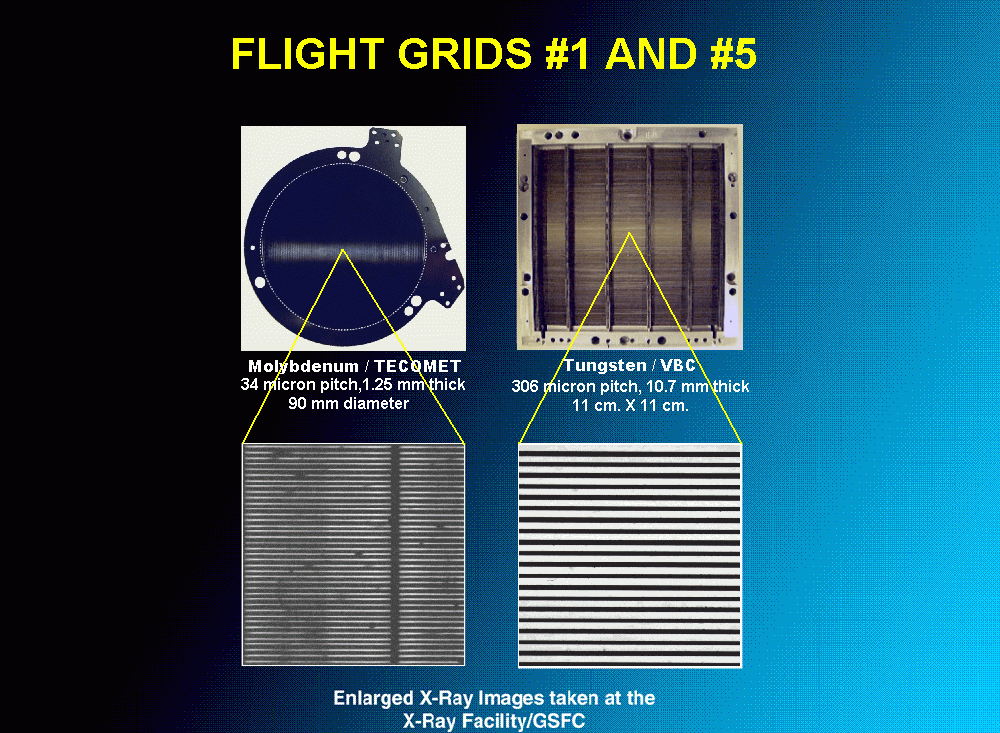 FLIGHT GRIDS #1 AND #5
Molybdenum / TECOMET
34 micron pitch,1.25 mm thick
90 mm diameter
Tungsten / VBC
306 micron pitch, 10.7 mm thick
11 cm. X 11 cm.
Enlarged X-Ray Images taken at the
X-Ray Facility/GSFC